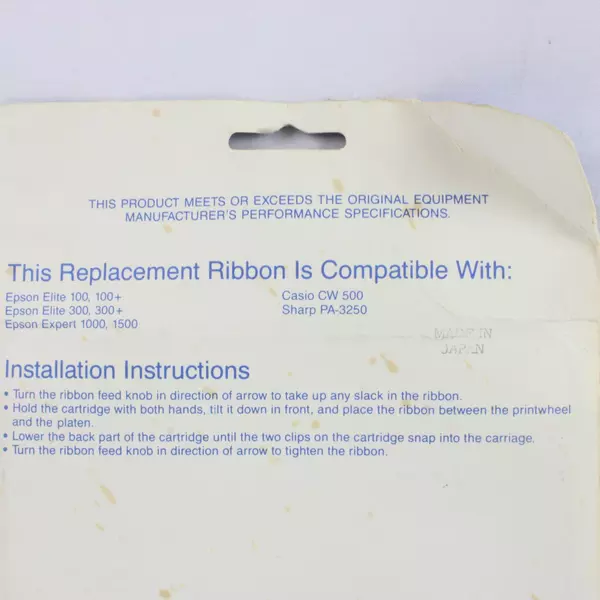 THIS PRODUCT MEETS OR EXCEEDS THE ORIGINAL EQUIPMENT
MANUFACTURER'S PERFORMANCE SPECIFICATIONS.
This Replacement Ribbon Is Compatible With:
Epson Elite 100, 100+
Epson Elite 300, 300+
Epson Expert 1000, 1500
Casio CW 500
Sharp PA-3250
MADE IN
JAPAN
Installation Instructions
• Turn the ribbon feed knob in direction of arrow to take up any slack in the ribbon.
• Hold the cartridge with both hands, tilt it down in front, and place the ribbon between the printwheel
and the platen.
• Lower the back part of the cartridge until the two clips on the cartridge snap into the carriage.
• Turn the ribbon feed knob in direction of arrow to tighten the ribbon.